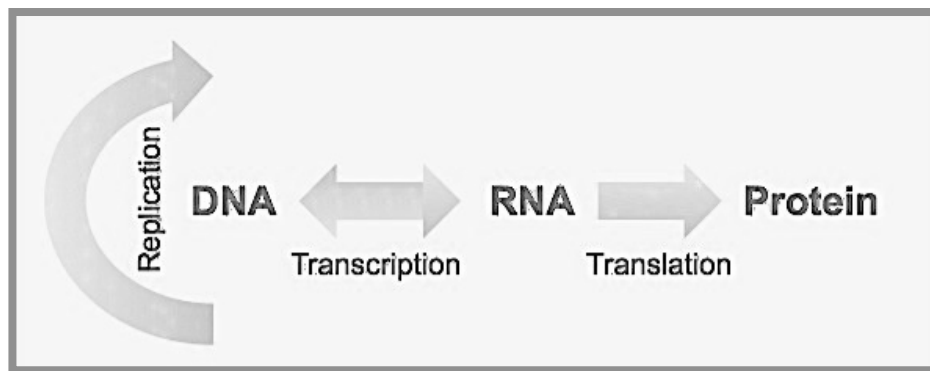 Replication
DNA
RNA
Protein
Transcription
Translation